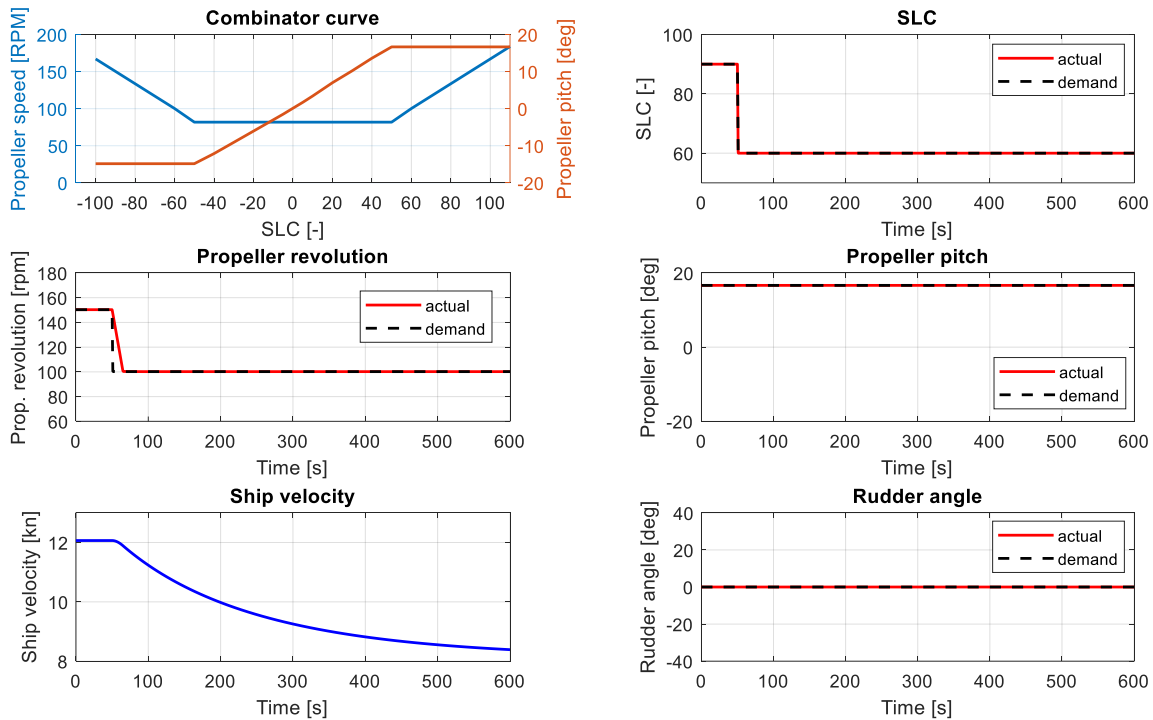 Combinator curve
Propeller speed [RPM]
200
150
100
50
0
20
10
0
-10
-20
Propeller pitch [deg]
-100 -80 -60 -40 -20 0 20 40 60 80 100
SLC [-]
SLC
SLC [-]
100
80
60
actual
demand
0 100 200 300 400 500 600
Time [s]
Propeller revolution
Prop. revolution [rpm]
180
160
140
120
100
80
60
actual
demand
0 100 200 300 400 500 600
Time [s]
Propeller pitch
Propeller pitch [deg]
20
0
-20
actual
demand
0 100 200 300 400 500 600
Time [s]
Ship velocity
Ship velocity [kn]
12
10
8
0 100 200 300 400 500 600
Time [s]
Rudder angle
Rudder angle [deg]
40
20
0
-20
-40
actual
demand
0 100 200 300 400 500 600
Time [s]